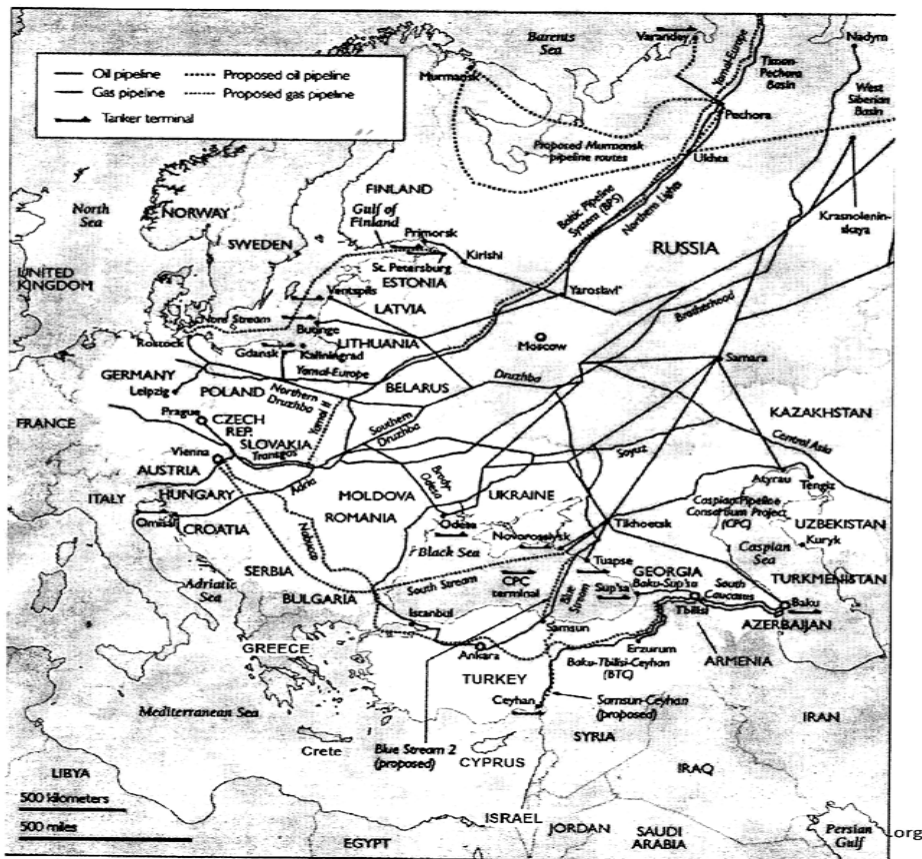 Oil pipeline
Proposed oil pipeline
Gas pipeline
Proposed gas pipeline
Tanker terminal
Barents
Sea
Varandey
Nadym
Murmansk
Yamal-Europe
Timan-
Pechora
Basin
West
Siberian
Basin
Pechora
Proposed Murmansk
pipeline routes
Ukhta
North
Sea
NORWAY
FINLAND
Gulf of
Finland
Primorsk
Baltic Pipeline
System (BPS)
Northern Lights
RUSSIA
Krasnolenin-
skaya
SWEDEN
St. Petersburg
Kirishi
ESTONIA
UNITED
KINGDOM
Ventspils
LATVIA
Yaroslavl'
Brotherhood
Nord Stream
Butinge
LITHUANIA
Moscow
Rostock
Gdansk
Kaliningrad
Yamal-Europe
Samara
GERMANY
Leipzig
POLAND
Northern
Druzhba
BELARUS
Druzhba
FRANCE
Prague
CZECH
REP.
Yamal II
Southern
Druzhba
KAZAKHSTAN
SLOVAKIA
Transgas
Soyuz
Central Asia
Vienna
AUSTRIA
Adria
Brody-
Odesa
Atyrau
Tengiz
ITALY
HUNGARY
MOLDOVA
UKRAINE
Caspian Pipeline
Consortium Project
(CPC)
Omisalj
CROATIA
ROMANIA
Odesa
Tikhoetsk
UZBEKISTAN
Nabucco
Novorossiysk
Kuryk
Black Sea
Tuapse
Caspian
Sea
Adriatic
Sea
SERBIA
South Stream
CPC
terminal
Blue
Stream
Sup'sa
GEORGIA
Baku-Sup'sa
South
Caucasus
TURKMENISTAN
BULGARIA
Tbilisi
Baku
AZERBAIJAN
Istanbul
Samsun
GREECE
Ankara
Erzurum
Baku-Tbilisi-Ceyhan
(BTC)
ARMENIA
TURKEY
Mediterranean Sea
Ceyhan
Samsun-Ceyhan
(proposed)
IRAN
Crete
Blue Stream 2
(proposed)
SYRIA
CYPRUS
LIBYA
IRAQ
500 kilometers
500 miles
ISRAEL
JORDAN
EGYPT
SAUDI
ARABIA
Persian
Gulf
.org